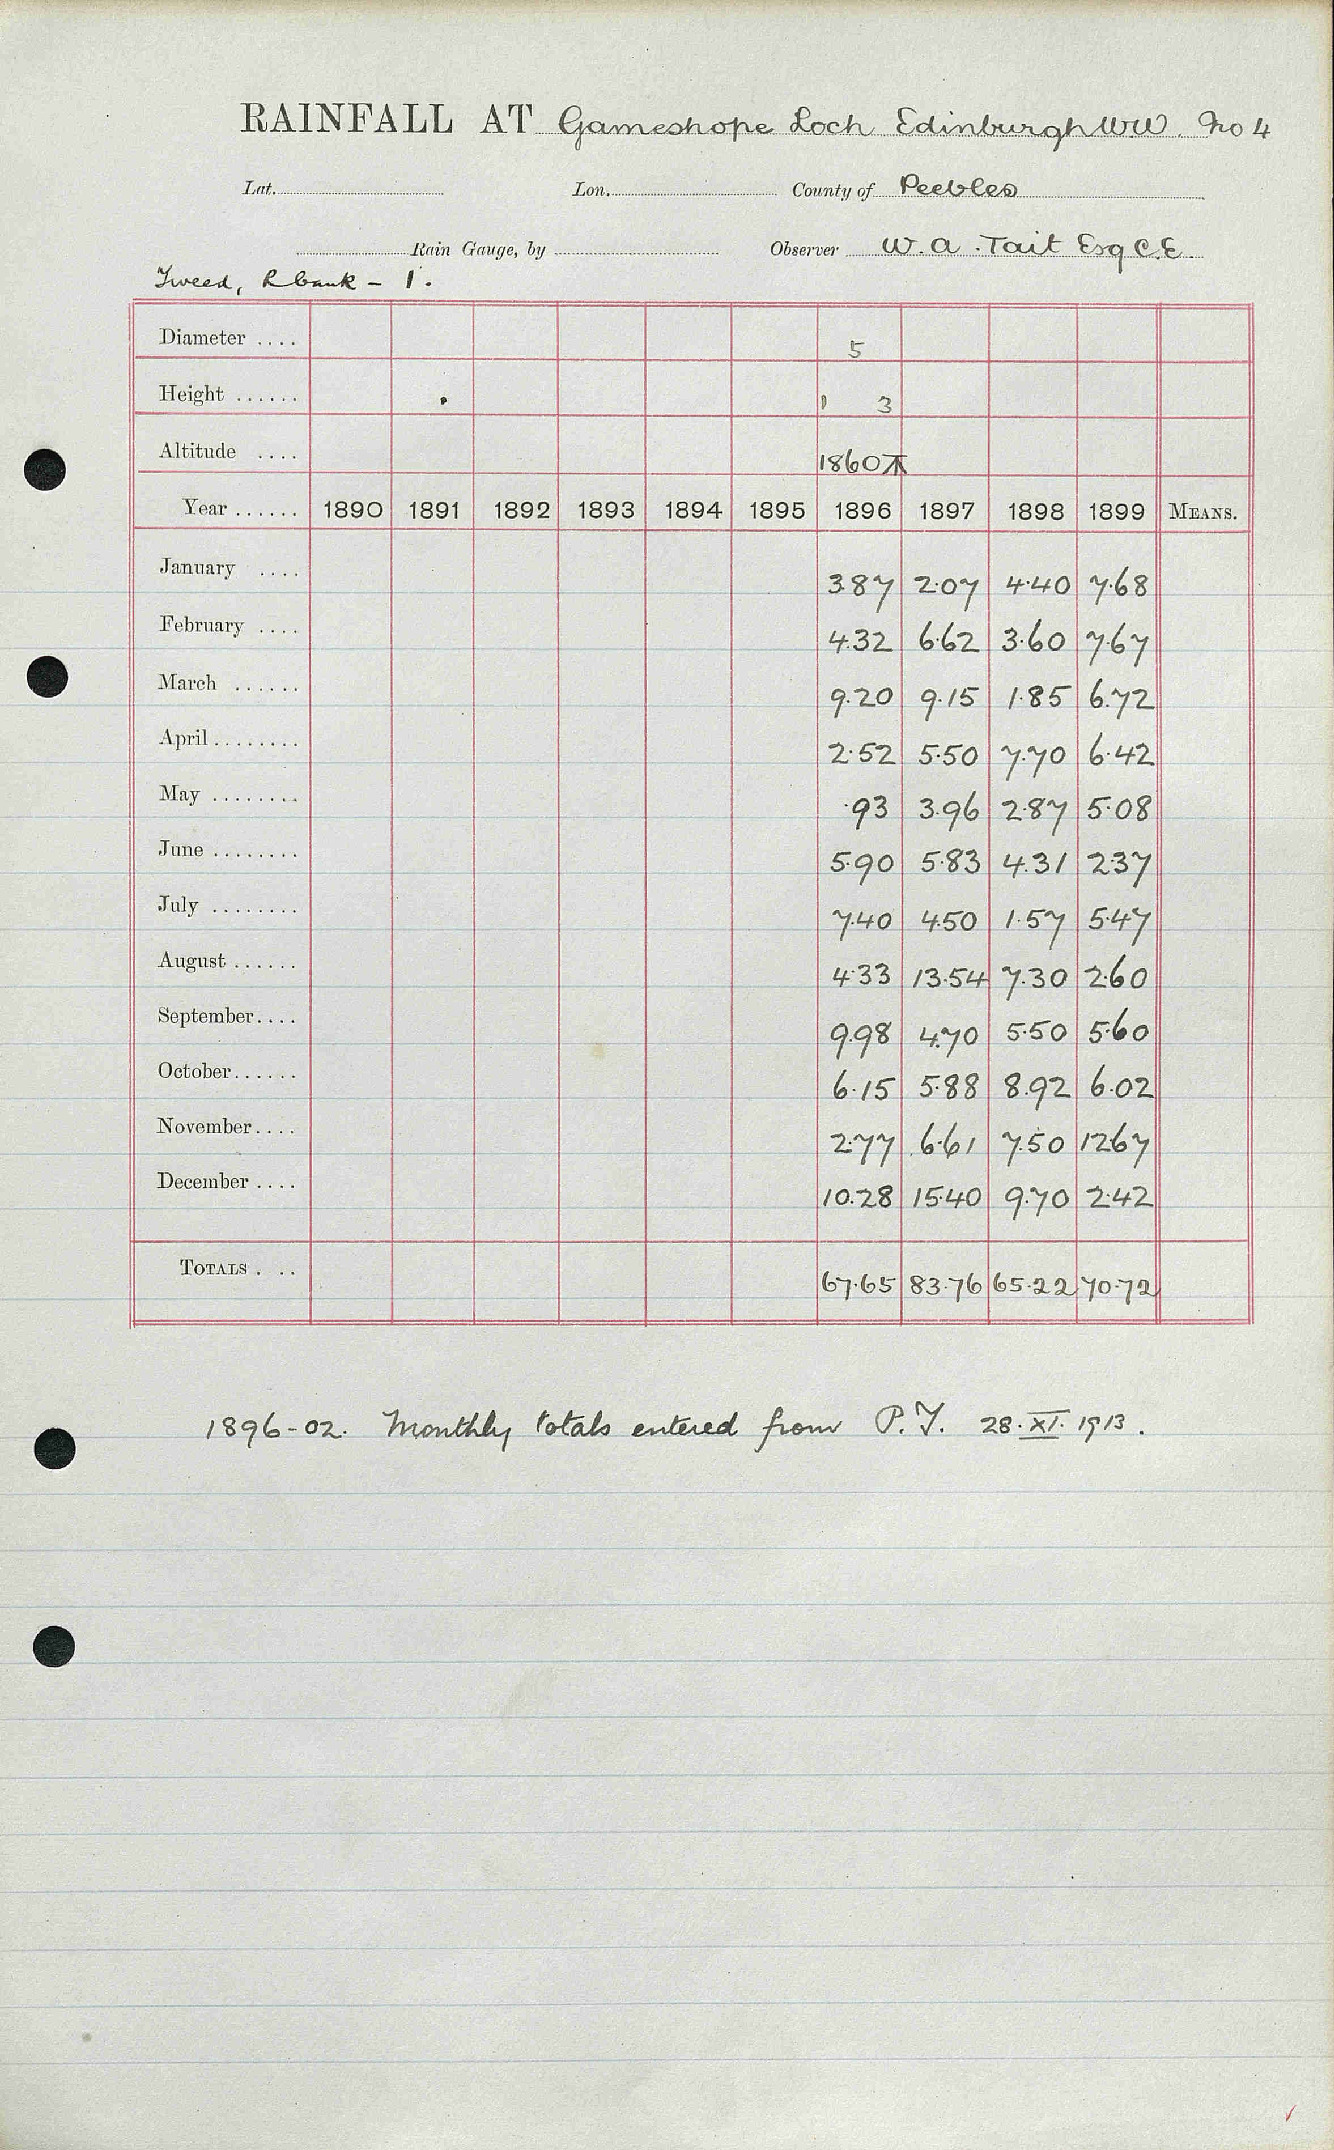 RAINFALL AT Gameshope Loch Edinburgh WW. No 4
Lat. Lon. County of Peebles
Rain Gauge, by Observer W. A. Tait Esq C.E.
Tweed, R bank - 1.
Diameter .... 5
Height ...... 1 3
Altitude .... 1860
Year ...... 1890 1891 1892 1893 1894 1895 1896 1897 1898 1899 MEANS.
January .... 3.87 2.07 4.40 7.68
February .... 4.32 6.62 3.60 7.67
March ...... 9.20 9.15 1.85 6.72
April ........ 2.52 5.50 7.70 6.42
May ........ .93 3.96 2.87 5.08
June ........ 5.90 5.83 4.31 2.37
July ........ 7.40 4.50 1.57 5.47
August ...... 4.33 13.54 7.30 2.60
September.... 9.98 4.70 5.50 5.60
October...... 6.15 5.88 8.92 6.02
November.... 2.77 6.61 7.50 12.67
December .... 10.28 15.40 9.70 2.42
TOTALS . .. 67.65 83.76 65.22 70.72
1896-02. Monthly totals entered from P.T. 28.XI.1913.